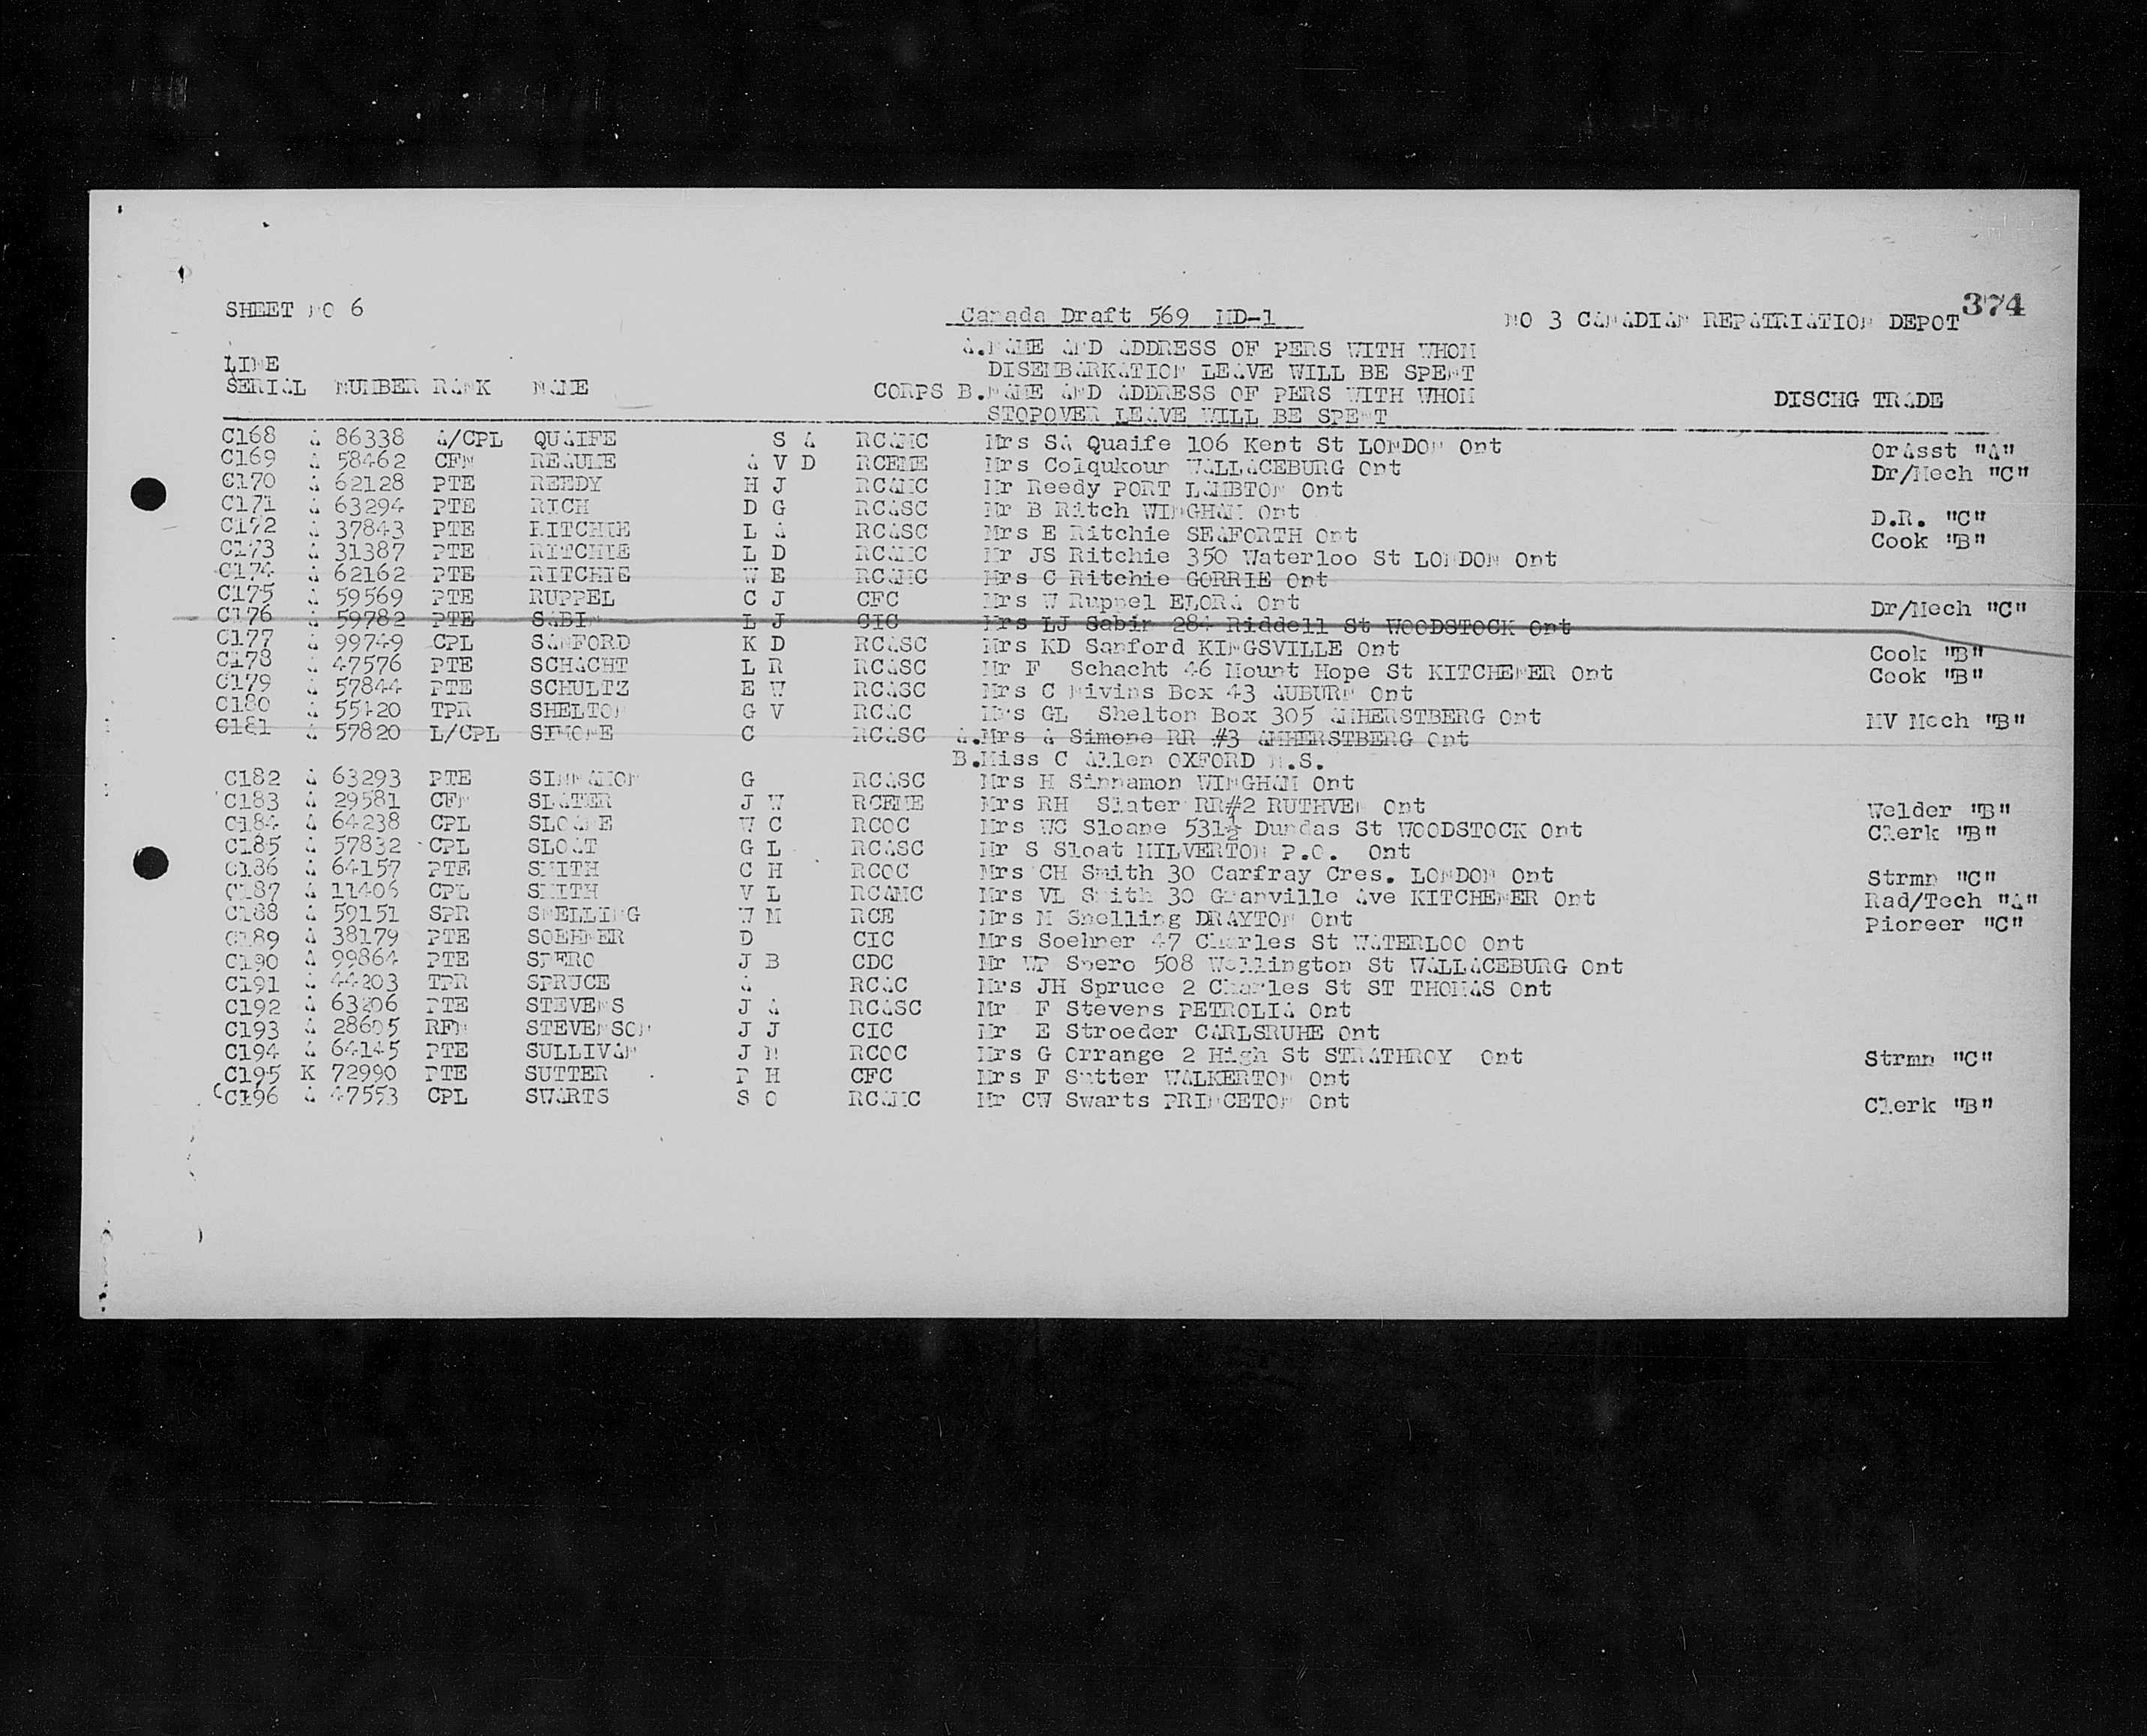 374
SHEET NO 6 Canada Draft 569 MD-1 NO 3 CANADIAN REPATRIATION DEPOT
A.NAME AND ADDRESS OF PERS WITH WHOM
LINE DISEMBARKATION LEAVE WILL BE SPENT
SERIAL NUMBER RANK NAME CORPS B.NAME AND ADDRESS OF PERS WITH WHOM DISCHG TRADE
STOPOVER LEAVE WILL BE SPENT
C168 A 86338 A/CPL QUAIFE S A RCAMC Mrs SA Quaife 106 Kent St LONDON Ont OrAsst "A"
C169 A 58462 CFN REAUME A V D RCEME Mrs Colqukoun WALLACEBURG Ont Dr/Mech "C"
C170 A 62128 PTE REEDY H J RCAMC Mr Reedy PORT LAMBTON Ont
C171 A 63294 PTE RICH D G RCASC Mr B Ritch WINGHAM Ont D.R. "C"
C172 A 37843 PTE RITCHIE L A RCASC Mrs E Ritchie SEAFORTH Ont Cook "B"
C173 A 31387 PTE RITCHIE L D RCAMC Mr JS Ritchie 350 Waterloo St LONDON Ont
C174 A 62162 PTE RITCHIE W E RCAMC Mrs C Ritchie GORRIE Ont
C175 A 59569 PTE RUPPEL C J CFC Mrs W Ruppel ELORA Ont Dr/Mech "C"
C176 A 59782 PTE SABIN L J CIC Mrs LJ Sabin 284 Riddell St WOODSTOCK Ont
C177 A 99749 CPL SANFORD K D RCASC Mrs KD Sanford KINGSVILLE Ont Cook "B"
C178 A 47576 PTE SCHACHT L R RCASC Mr F Schacht 46 Mount Hope St KITCHENER Ont Cook "B"
C179 A 57844 PTE SCHULTZ E W RCASC Mrs C Nivins Box 43 AUBURN Ont
C180 A 55420 TPR SHELTON G V RCAC Mrs GL Shelton Box 305 AMHERSTBERG Ont MV Mech "B"
C181 A 57820 L/CPL SIMONE C RCASC A.Mrs A Simone RR #3 AMHERSTBERG Ont
B.Miss C Allen OXFORD N.S.
C182 A 63293 PTE SINNAMON G RCASC Mrs H Sinnamon WINGHAM Ont
C183 A 29581 CFN SLATER J W RCEME Mrs RH Slater RR#2 RUTHVEN Ont Welder "B"
C184 A 64238 CPL SLOANE W C RCOC Mrs WC Sloane 531½ Dundas St WOODSTOCK Ont Clerk "B"
C185 A 57832 CPL SLOAT G L RCASC Mr S Sloat MILVERTON P.O. Ont
C186 A 64157 PTE SMITH C H RCOC Mrs CH Smith 30 Carfray Cres. LONDON Ont Strmn "C"
C187 A 11406 CPL SMITH V L RCAMC Mrs VL Smith 30 Granville Ave KITCHENER Ont Rad/Tech "A"
C188 A 59151 SPR SNELLING W M RCE Mrs M Snelling DRAYTON Ont Pioneer "C"
C189 A 38179 PTE SOEHNER D CIC Mrs Soehner 47 Charles St WATERLOO Ont
C190 A 99864 PTE SPERO J B CDC Mr WP Spero 508 Wellington St WALLACEBURG Ont
C191 A 44203 TPR SPRUCE A RCAC Mrs JH Spruce 2 Charles St ST THOMAS Ont
C192 A 63206 PTE STEVENS J A RCASC Mr F Stevens PETROLIA Ont
C193 A 28605 RFN STEVENSON J J CIC Mr E Stroeder CARLSRUHE Ont
C194 A 64145 PTE SULLIVAN J M RCOC Mrs G Orrange 2 High St STRATHROY Ont Strmn "C"
C195 K 72990 PTE SUTTER P H CFC Mrs F Sutter WALKERTON Ont
C196 A 47553 CPL SWARTS S O RCAMC Mr CW Swarts PRINCETON Ont Clerk "B"